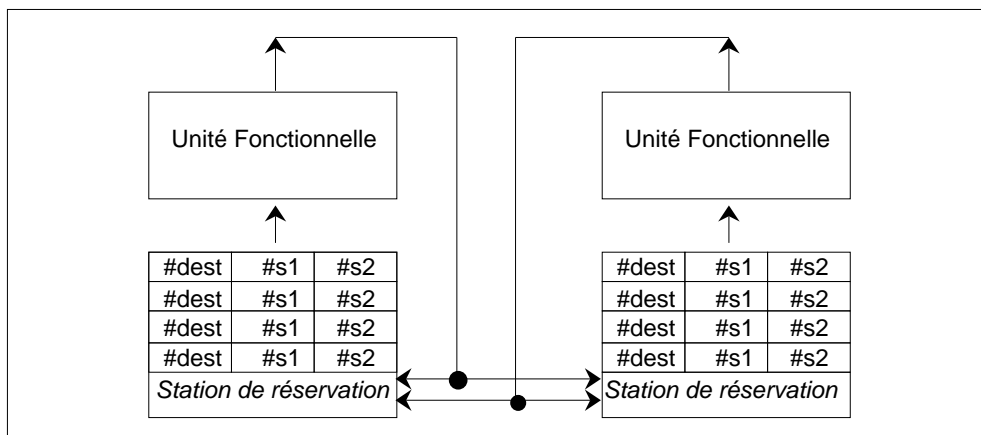 Unité Fonctionnelle Unité Fonctionnelle
#dest #s1 #s2 #dest #s1 #s2
#dest #s1 #s2 #dest #s1 #s2
#dest #s1 #s2 #dest #s1 #s2
#dest #s1 #s2 #dest #s1 #s2
Station de réservation Station de réservation